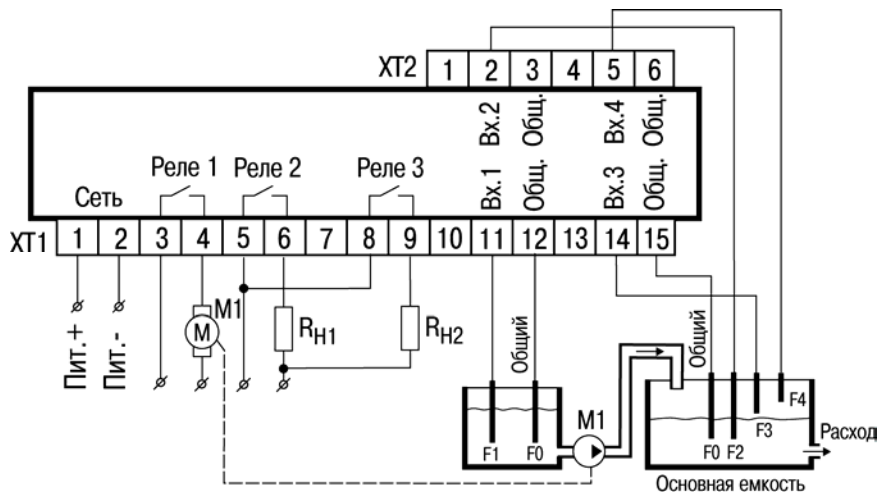 XT2 1 2 3 4 5 6
Вх.2 Общ. Вх.4 Общ.
Реле 1 Реле 2 Реле 3
Сеть
Вх.1 Общ. Вх.3 Общ.
XT1 1 2 3 4 5 6 7 8 9 10 11 12 13 14 15
Пит.+ Пит.-
M1
M
RН1 RН2
Общий
Общий
M1
F1 F0
F0 F2 F3 F4
Расход
Основная емкость